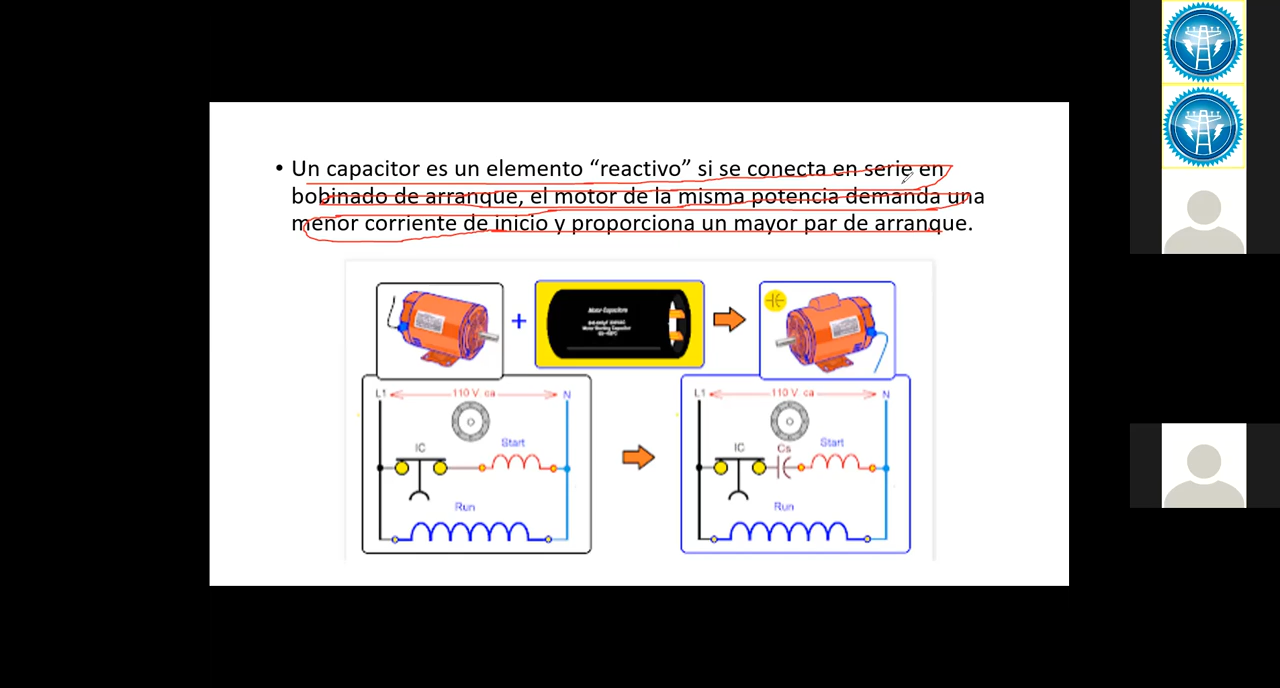 • Un capacitor es un elemento “reactivo” si se conecta en serie en
bobinado de arranque, el motor de la misma potencia demanda una
menor corriente de inicio y proporciona un mayor par de arranque.
Motor Capacitors
+
L1 110 V ca N
IC Start
Run
L1 110 V ca N
IC Cs Start
Run